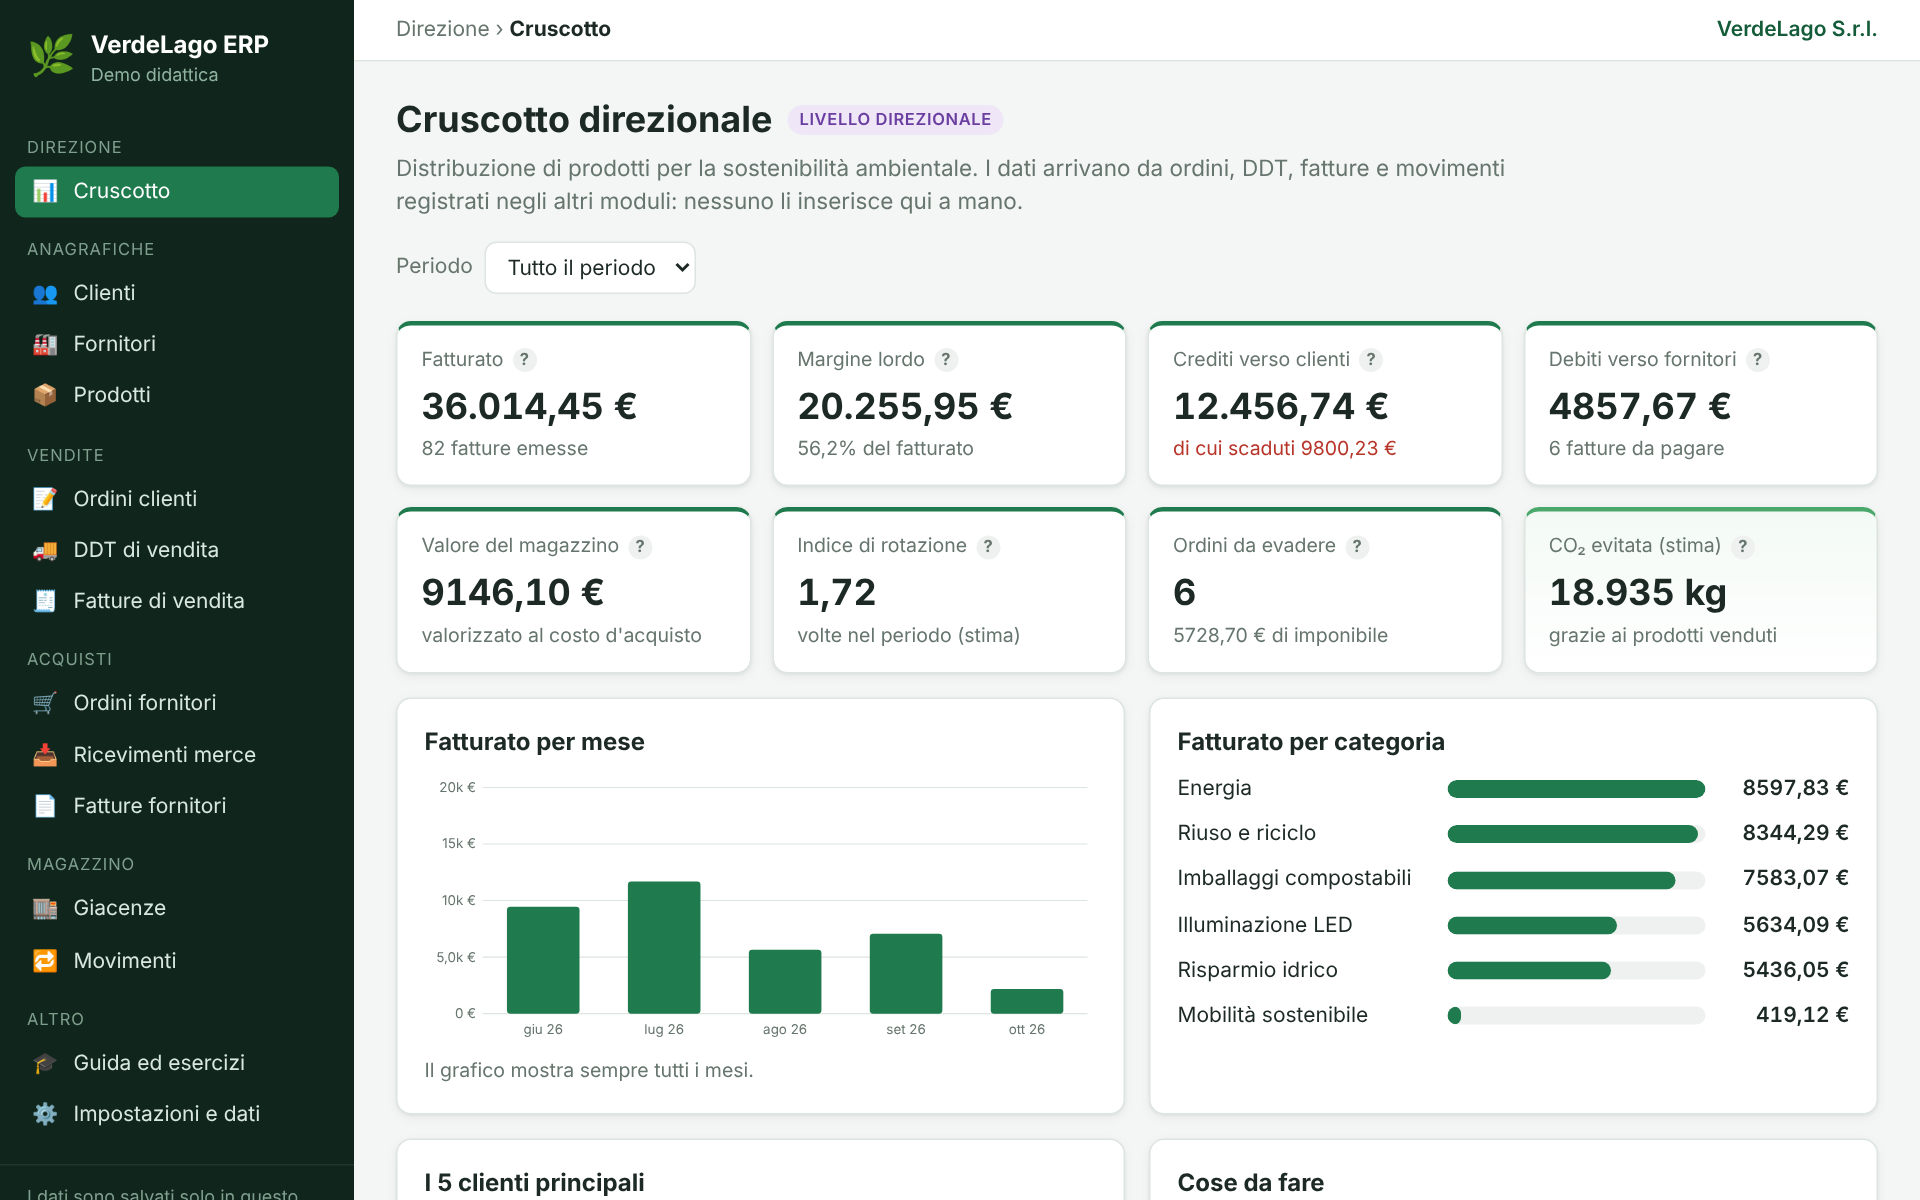 VerdeLago ERP
Demo didattica
DIREZIONE
Cruscotto
ANAGRAFICHE
Clienti
Fornitori
Prodotti
VENDITE
Ordini clienti
DDT di vendita
Fatture di vendita
ACQUISTI
Ordini fornitori
Ricevimenti merce
Fatture fornitori
MAGAZZINO
Giacenze
Movimenti
ALTRO
Guida ed esercizi
Impostazioni e dati
I dati sono salvati solo in questo
Direzione › Cruscotto
VerdeLago S.r.l.
Cruscotto direzionale LIVELLO DIREZIONALE
Distribuzione di prodotti per la sostenibilità ambientale. I dati arrivano da ordini, DDT, fatture e movimenti
registrati negli altri moduli: nessuno li inserisce qui a mano.
Periodo Tutto il periodo
Fatturato ?
36.014,45 €
82 fatture emesse
Margine lordo ?
20.255,95 €
56,2% del fatturato
Crediti verso clienti ?
12.456,74 €
di cui scaduti 9800,23 €
Debiti verso fornitori ?
4857,67 €
6 fatture da pagare
Valore del magazzino ?
9146,10 €
valorizzato al costo d'acquisto
Indice di rotazione ?
1,72
volte nel periodo (stima)
Ordini da evadere ?
6
5728,70 € di imponibile
CO₂ evitata (stima) ?
18.935 kg
grazie ai prodotti venduti
Fatturato per mese
20k €
15k €
10k €
5,0k €
0 €
giu 26 lug 26 ago 26 set 26 ott 26
Il grafico mostra sempre tutti i mesi.
Fatturato per categoria
Energia 8597,83 €
Riuso e riciclo 8344,29 €
Imballaggi compostabili 7583,07 €
Illuminazione LED 5634,09 €
Risparmio idrico 5436,05 €
Mobilità sostenibile 419,12 €
I 5 clienti principali
Cose da fare